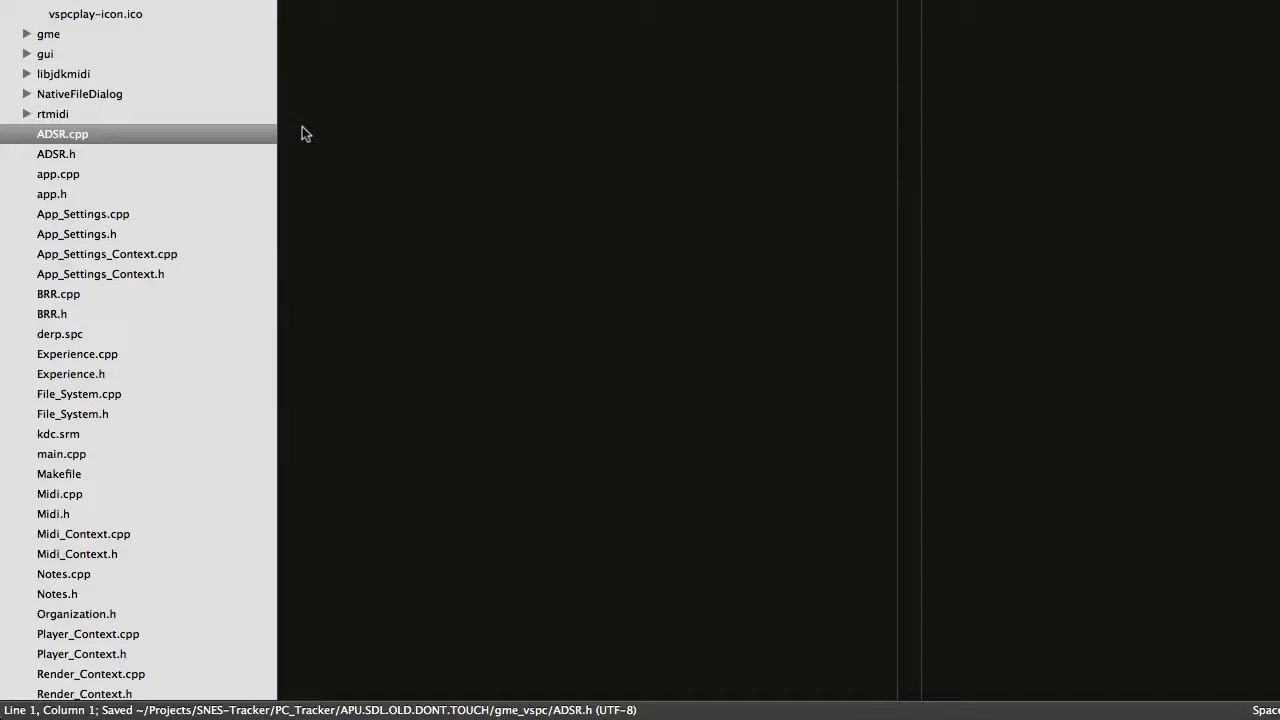 vspcplay-icon.ico
gme
gui
libjdkmidi
NativeFileDialog
rtmidi
ADSR.cpp
ADSR.h
app.cpp
app.h
App_Settings.cpp
App_Settings.h
App_Settings_Context.cpp
App_Settings_Context.h
BRR.cpp
BRR.h
derp.spc
Experience.cpp
Experience.h
File_System.cpp
File_System.h
kdc.srm
main.cpp
Makefile
Midi.cpp
Midi.h
Midi_Context.cpp
Midi_Context.h
Notes.cpp
Notes.h
Organization.h
Player_Context.cpp
Player_Context.h
Render_Context.cpp
Render_Context.h
Line 1, Column 1; Saved ~/Projects/SNES-Tracker/PC_Tracker/APU.SDL.OLD.DONT.TOUCH/gme_vspc/ADSR.h (UTF-8) Space